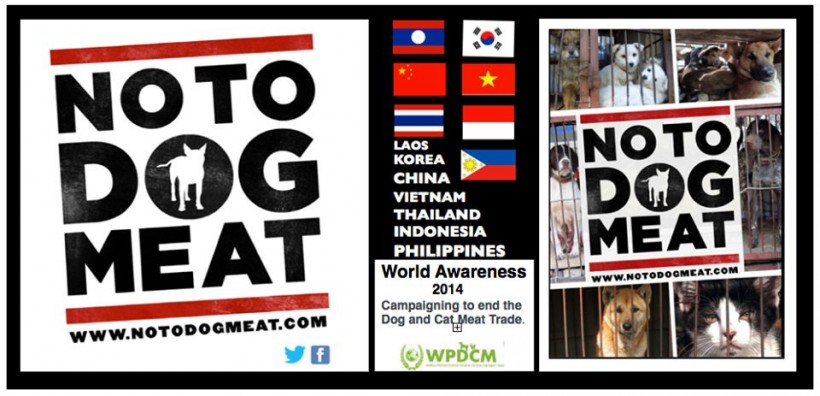 NO TO
DOG
MEAT
WWW.NOTODOGMEAT.COM
LAOS
KOREA
CHINA
VIETNAM
THAILAND
INDONESIA
PHILIPPINES
World Awareness
2014
Campaigning to end the
Dog and Cat Meat Trade.
WPDCM
NO TO
DOG
MEAT
WWW.NOTODOGMEAT.COM